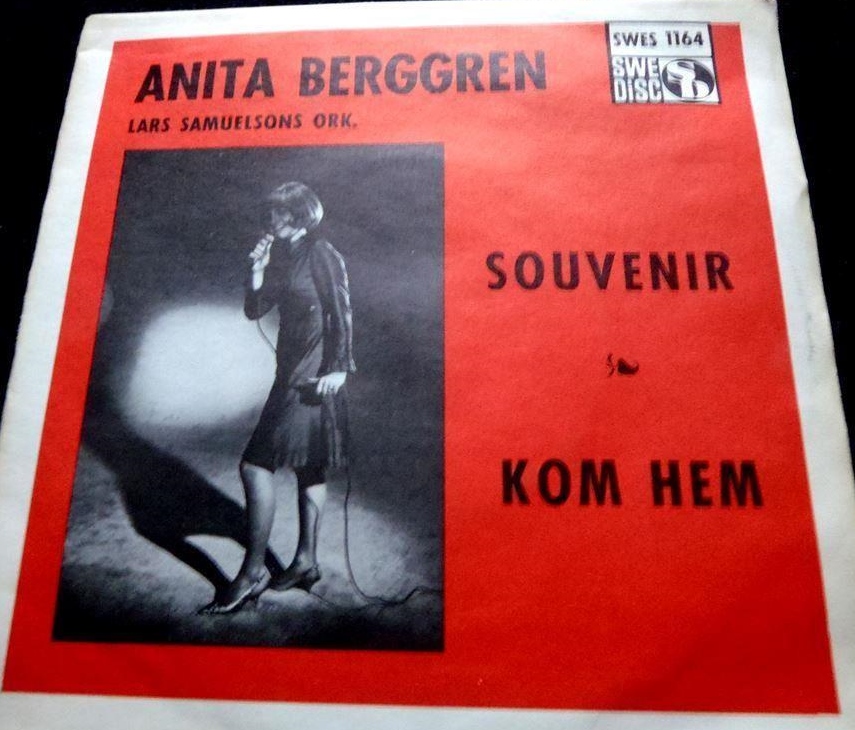 ANITA BERGGREN
LARS SAMUELSONS ORK.
SWES 1164
SWE
DISC
SD
SOUVENIR
KOM HEM